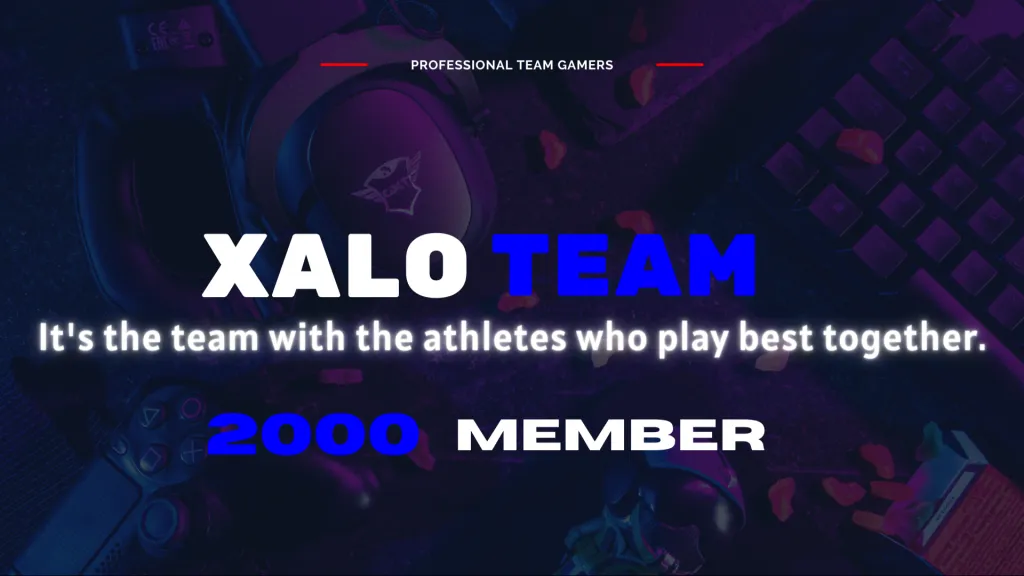 PROFESSIONAL TEAM GAMERS
XALO TEAM
It's the team with the athletes who play best together.
2000 MEMBER